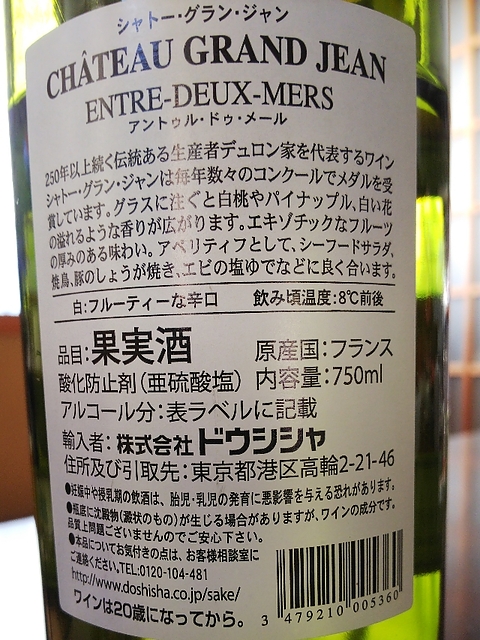 シャトー・グラン・ジャン
CHÂTEAU GRAND JEAN
ENTRE-DEUX-MERS
アントゥル・ドゥ・メール
250年以上続く伝統ある生産者デュロン家を代表するワイン
シャトー・グラン・ジャンは毎年数々のコンクールでメダルを受
賞しています。グラスに注ぐと白桃やパイナップル、白い花
の溢れるような香りが広がります。エキゾチックなフルーツ
の厚みのある味わい。アペリティフとして、シーフードサラダ、
焼鳥、豚のしょうが焼き、エビの塩ゆでなどに良く合います。
白:フルーティーな辛口 飲み頃温度:8℃前後
品目:果実酒 原産国:フランス
酸化防止剤(亜硫酸塩) 内容量:750ml
アルコール分:表ラベルに記載
輸入者:株式会社ドウシシャ
住所及び引取先:東京都港区高輪2-21-46
●妊娠中や授乳期の飲酒は、胎児・乳児の発育に悪影響を与える恐れがあります。
●瓶底に沈殿物(澱状のもの)が生じる場合がありますが、ワインの成分です。
品質上問題ございませんのでご安心下さい。
●本品についてお気付きの点は、お客様相談室に
ご連絡ください。TEL:0120-104-481
http://www.doshisha.co.jp/sake/
ワインは20歳になってから。
3 479210 005360